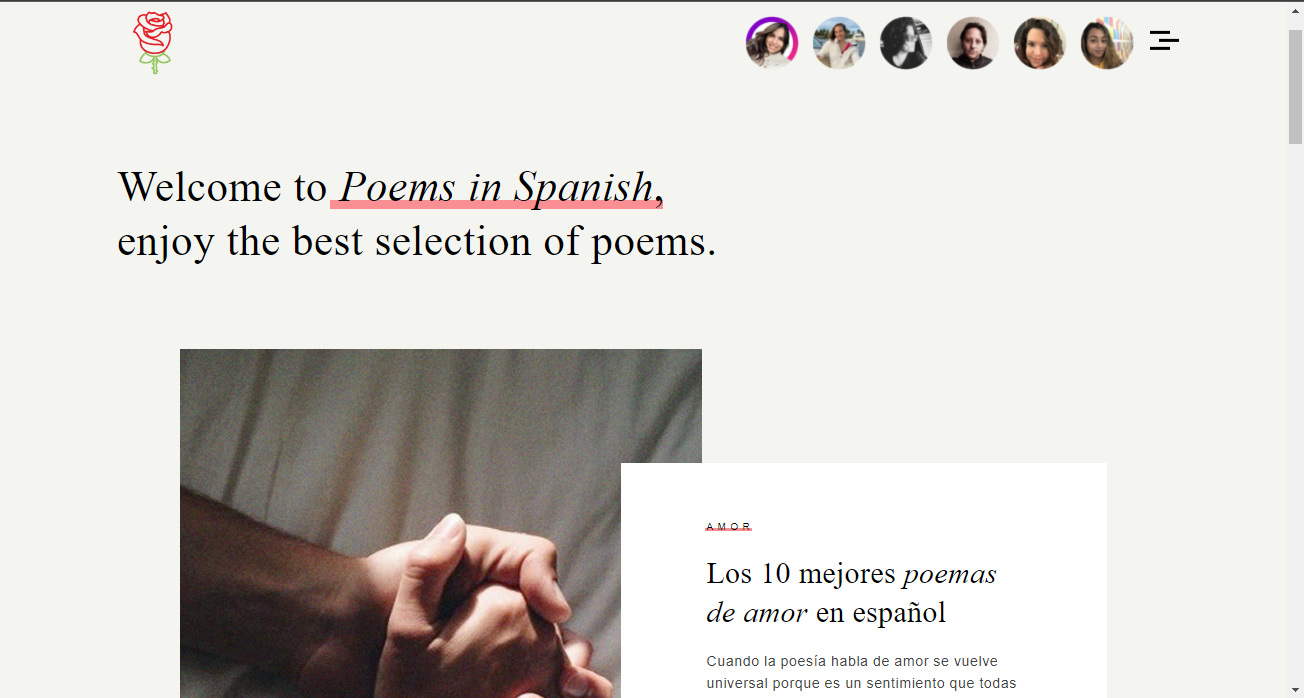 Welcome to Poems in Spanish,
enjoy the best selection of poems.
AMOR
Los 10 mejores poemas
de amor en español
Cuando la poesía habla de amor se vuelve
universal porque es un sentimiento que todas